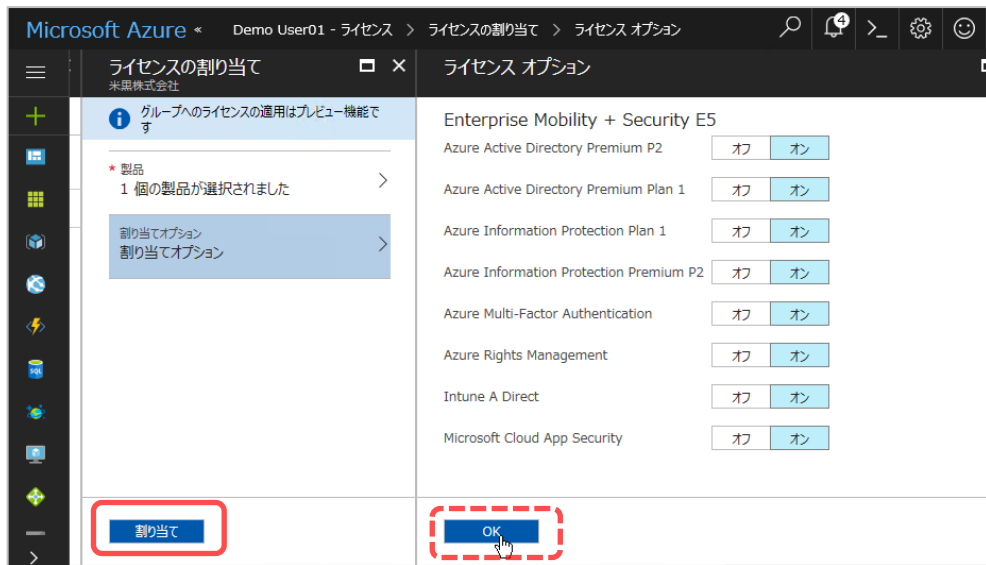 Microsoft Azure « Demo User01 - ライセンス > ライセンスの割り当て > ライセンス オプション
4
ライセンスの割り当て
米黒株式会社
グループへのライセンスの適用はプレビュー機能で
す
* 製品
1 個の製品が選択されました
割り当てオプション
割り当てオプション
割り当て
ライセンス オプション
Enterprise Mobility + Security E5
Azure Active Directory Premium P2 オフ オン
Azure Active Directory Premium Plan 1 オフ オン
Azure Information Protection Plan 1 オフ オン
Azure Information Protection Premium P2 オフ オン
Azure Multi-Factor Authentication オフ オン
Azure Rights Management オフ オン
Intune A Direct オフ オン
Microsoft Cloud App Security オフ オン
OK
SQL